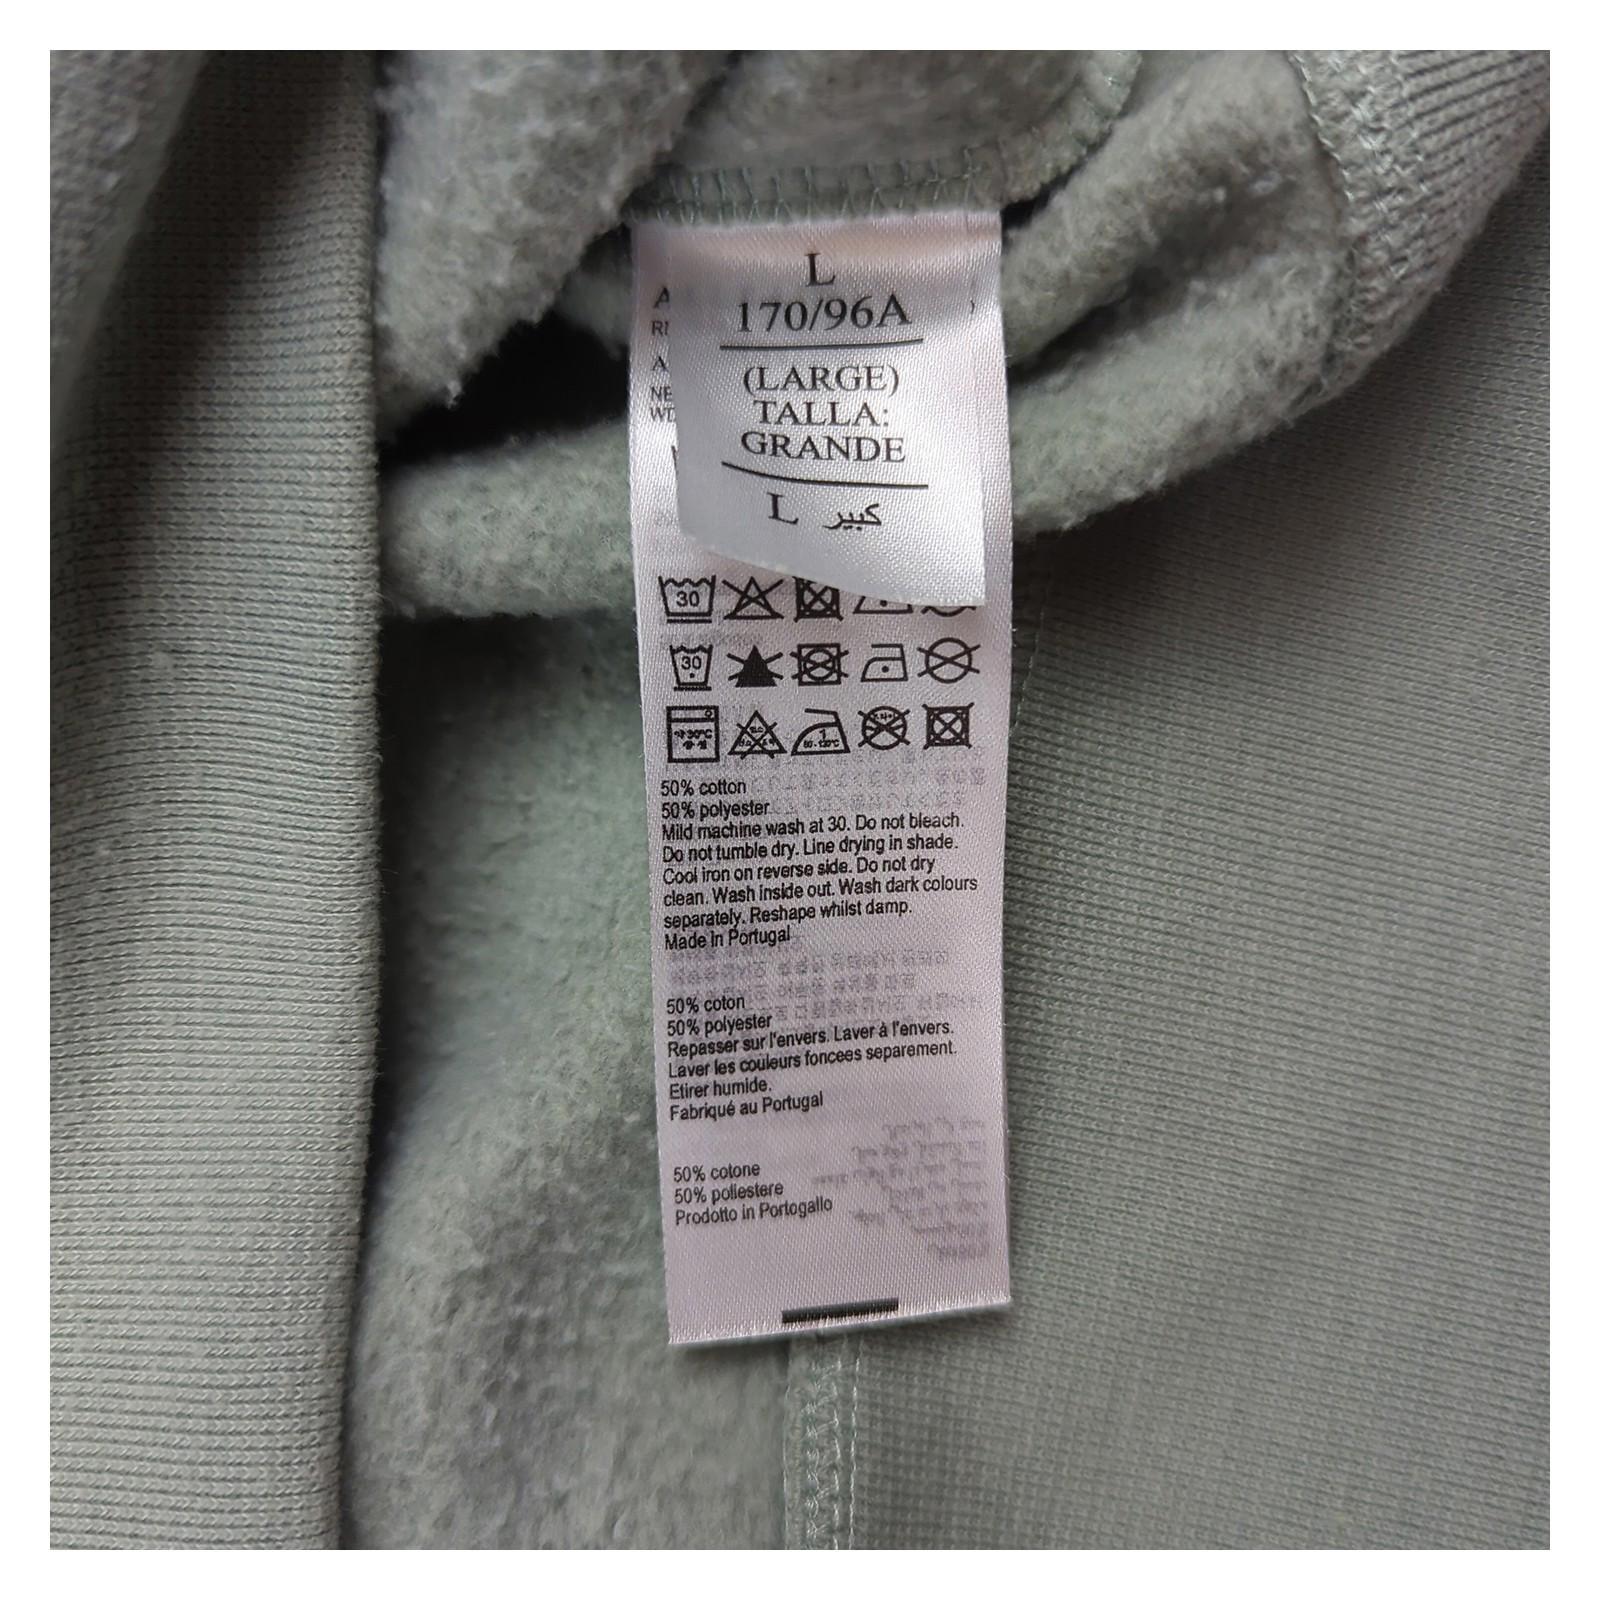 L
170/96A
(LARGE)
TALLA:
GRANDE
L كبير
30
30
50% cotton
50% polyester
Mild machine wash at 30. Do not bleach.
Do not tumble dry. Line drying in shade.
Cool iron on reverse side. Do not dry
clean. Wash inside out. Wash dark colours
separately. Reshape whilst damp.
Made in Portugal
50% coton
50% polyester
Repasser sur l'envers. Laver à l'envers.
Laver les couleurs foncees separement.
Etirer humide.
Fabriqué au Portugal
50% cotone
50% poliestere
Prodotto in Portogallo